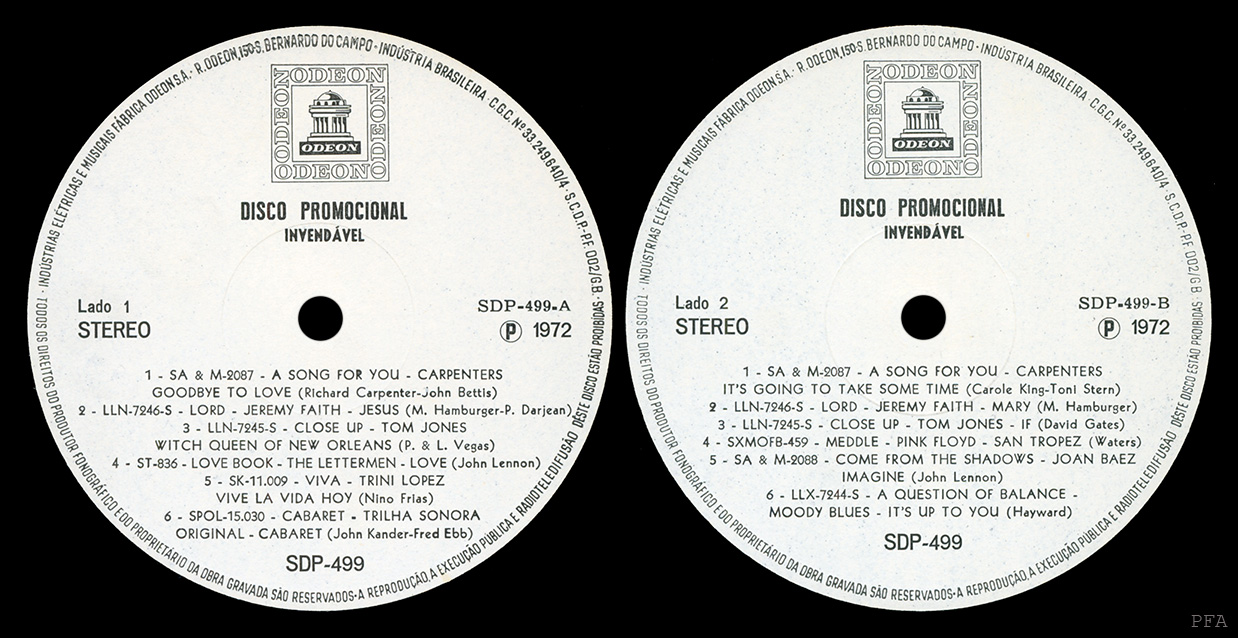 TODOS OS DIREITOS DO PRODUTOR FONOGRÁFICO E DO PROPRIETÁRIO DA OBRA GRAVADA SÃO RESERVADOS · A REPRODUÇÃO, A EXECUÇÃO PÚBLICA E RADIOTELEDIFUSÃO DÊSTE DISCO ESTÃO PROIBIDAS · INDÚSTRIAS ELÉTRICAS E MUSICAIS FÁBRICA ODEON S.A. · R. ODEON, 150-S. BERNARDO DO CAMPO · INDÚSTRIA BRASILEIRA · C.G.C. Nº 33.249.640/4 · S.C.D.P.-P.F. 002/G.B.
ODEON
ODEON
ODEON
ODEON
ODEON
DISCO PROMOCIONAL
INVENDÁVEL
Lado 1
STEREO
SDP-499-A
Ⓟ 1972
1 - SA & M-2087 - A SONG FOR YOU - CARPENTERS
GOODBYE TO LOVE (Richard Carpenter-John Bettis)
2 - LLN-7246-S - LORD - JEREMY FAITH - JESUS (M. Hamburger-P. Darjean)
3 - LLN-7245-S - CLOSE UP - TOM JONES
WITCH QUEEN OF NEW ORLEANS (P. & L. Vegas)
4 - ST-836 - LOVE BOOK - THE LETTERMEN - LOVE (John Lennon)
5 - SK-11.009 - VIVA - TRINI LOPEZ
VIVE LA VIDA HOY (Nino Frias)
6 - SPOL-15.030 - CABARET - TRILHA SONORA
ORIGINAL - CABARET (John Kander-Fred Ebb)
SDP-499
TODOS OS DIREITOS DO PRODUTOR FONOGRÁFICO E DO PROPRIETÁRIO DA OBRA GRAVADA SÃO RESERVADOS · A REPRODUÇÃO, A EXECUÇÃO PÚBLICA E RADIOTELEDIFUSÃO DÊSTE DISCO ESTÃO PROIBIDAS · INDÚSTRIAS ELÉTRICAS E MUSICAIS FÁBRICA ODEON S.A. · R. ODEON, 150-S. BERNARDO DO CAMPO · INDÚSTRIA BRASILEIRA · C.G.C. Nº 33.249.640/4 · S.C.D.P.-P.F. 002/G.B.
ODEON
ODEON
ODEON
ODEON
ODEON
DISCO PROMOCIONAL
INVENDÁVEL
Lado 2
STEREO
SDP-499-B
Ⓟ 1972
1 - SA & M-2087 - A SONG FOR YOU - CARPENTERS
IT'S GOING TO TAKE SOME TIME (Carole King-Toni Stern)
2 - LLN-7246-S - LORD - JEREMY FAITH - MARY (M. Hamburger)
3 - LLN-7245-S - CLOSE UP - TOM JONES - IF (David Gates)
4 - SXMOFB-459 - MEDDLE - PINK FLOYD - SAN TROPEZ (Waters)
5 - SA & M-2088 - COME FROM THE SHADOWS - JOAN BAEZ
IMAGINE (John Lennon)
6 - LLX-7244-S - A QUESTION OF BALANCE -
MOODY BLUES - IT'S UP TO YOU (Hayward)
SDP-499
PFA